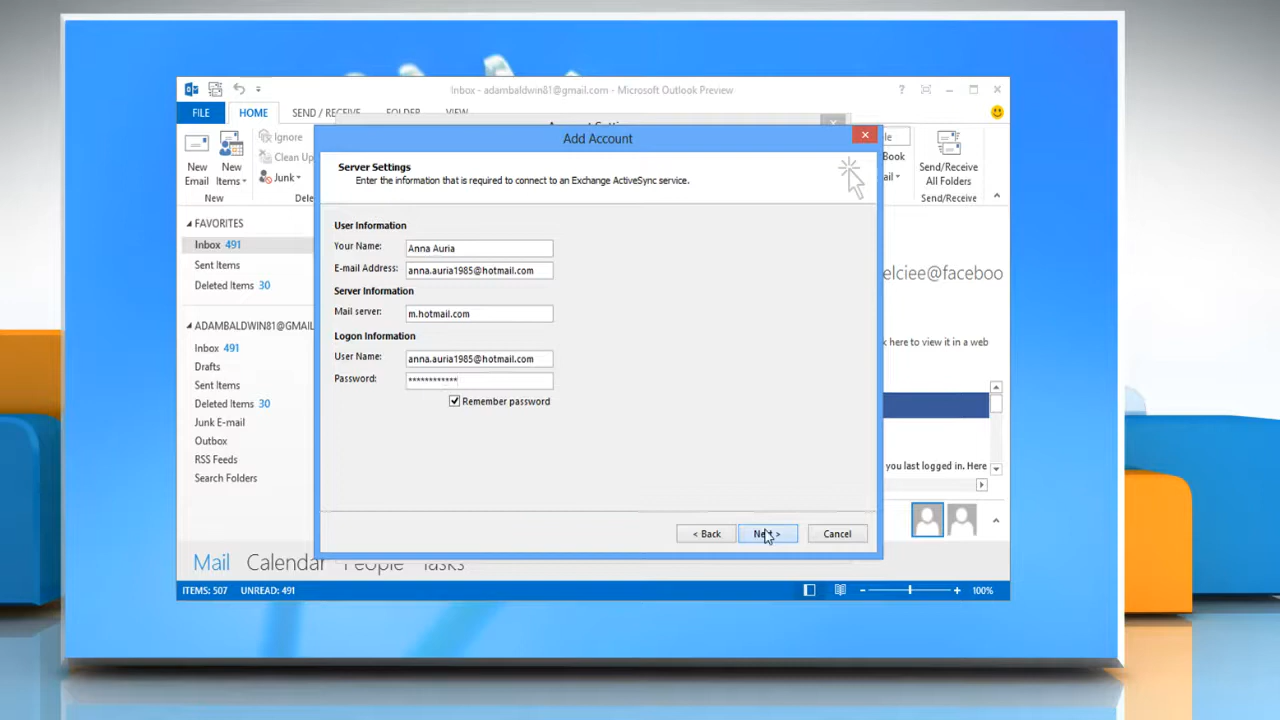 Inbox - adambaldwin81@gmail.com - Microsoft Outlook Preview
FILE HOME SEND / RECEIVE FOLDER VIEW
Add Account
Ignore
Clean Up
Junk
New Email
New Items
New
Book
Send/Receive All Folders
Send/Receive
Server Settings
Enter the information that is required to connect to an Exchange ActiveSync service.
FAVORITES
Inbox 491
Sent Items
Deleted Items 30
ADAMBALDWIN81@GMAIL
Inbox 491
Drafts
Sent Items
Deleted Items 30
Junk E-mail
Outbox
RSS Feeds
Search Folders
User Information
Your Name: Anna Auria
E-mail Address: anna.auria1985@hotmail.com
Server Information
Mail server: m.hotmail.com
Logon Information
User Name: anna.auria1985@hotmail.com
Password: ************
Remember password
elciee@faceboo
k here to view it in a web
you last logged in. Here
< Back Next > Cancel
Mail Calendar People Tasks
ITEMS: 507 UNREAD: 491
100%